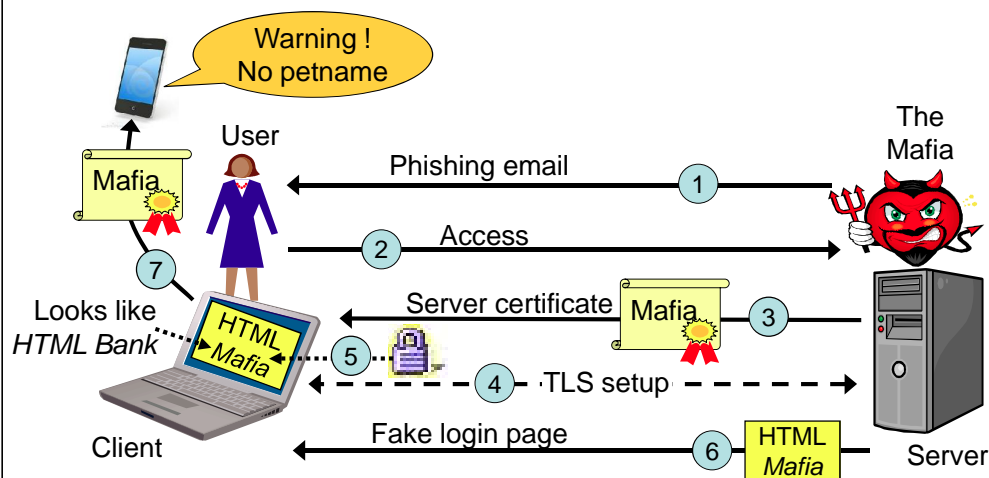 Warning !
No petname
User
The
Mafia
Mafia
Phishing email
1
2
Access
7
Server certificate
Mafia
3
Looks like
HTML Bank
HTML
Mafia
5
4
TLS setup
Client
Fake login page
6
HTML
Mafia
Server